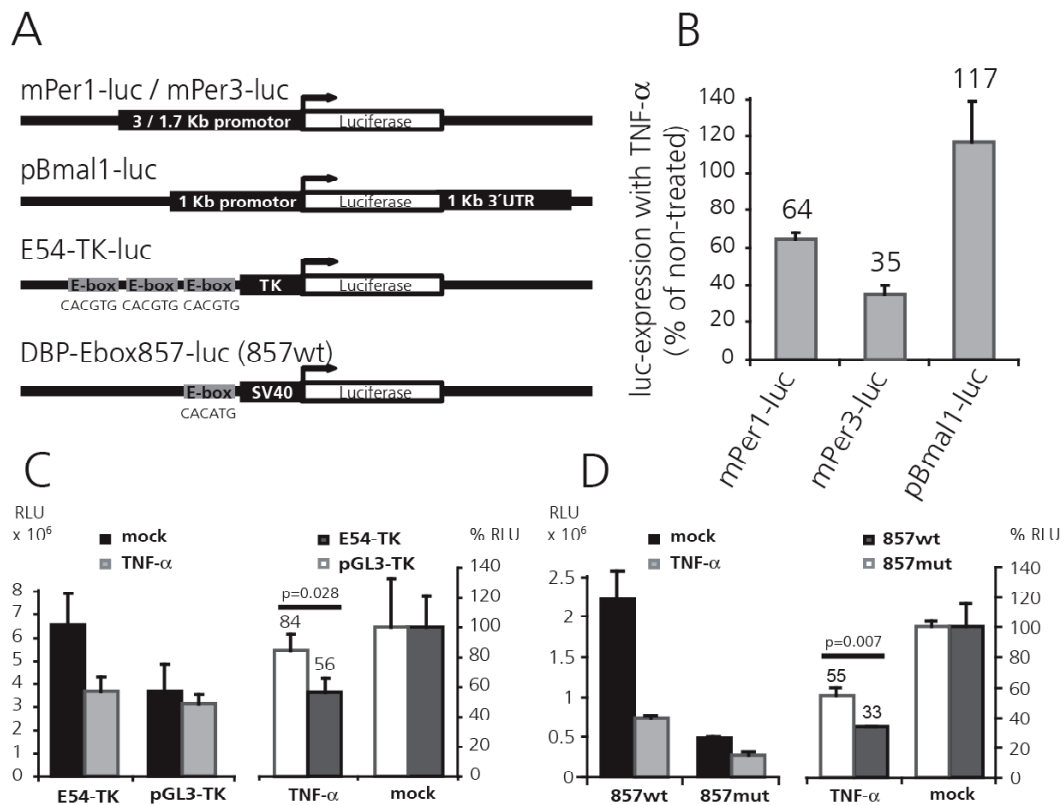 A
mPer1-luc / mPer3-luc
3 / 1.7 Kb promotor
Luciferase
pBmal1-luc
1 Kb promotor
Luciferase
1 Kb 3´UTR
E54-TK-luc
E-box E-box E-box TK Luciferase
CACGTG CACGTG CACGTG
DBP-Ebox857-luc (857wt)
E-box SV40 Luciferase
CACATG
B
luc-expression with TNF-α
(% of non-treated)
140
120
100
80
60
40
20
0
64
35
117
mPer1-luc
mPer3-luc
pBmal1-luc
C
RLU
x 10⁶
mock
TNF-α
8
7
6
5
4
3
2
1
0
E54-TK pGL3-TK
E54-TK
pGL3-TK
% RLU
p=0.028
84
56
140
120
100
80
60
40
20
0
TNF-α mock
D
RLU
x 10⁶
mock
TNF-α
2.5
2
1.5
1
0.5
0
857wt 857mut
857wt
857mut
% RLU
p=0.007
55
33
140
120
100
80
60
40
20
0
TNF-α mock